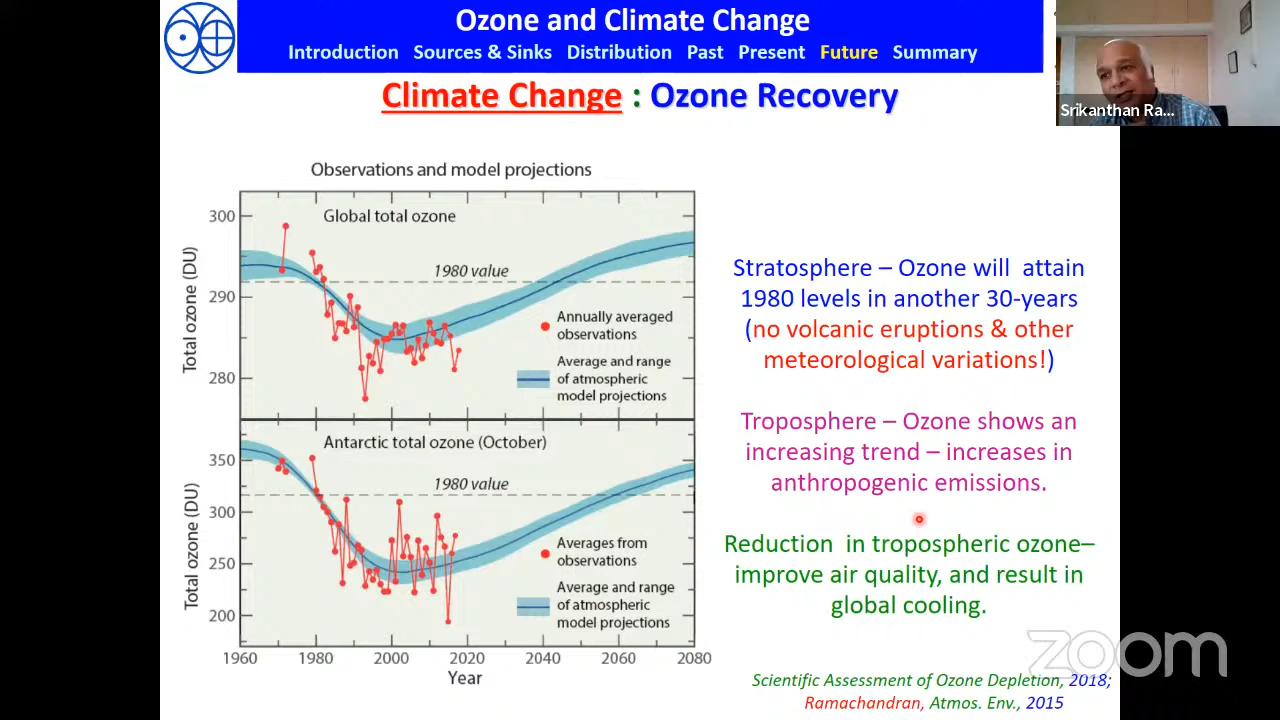 Ozone and Climate Change
Introduction Sources & Sinks Distribution Past Present Future Summary
Climate Change : Ozone Recovery
Srikanthan Ra...
Observations and model projections
Global total ozone
1980 value
Annually averaged
observations
Average and range
of atmospheric
model projections
Total ozone (DU)
300
290
280
Antarctic total ozone (October)
1980 value
Averages from
observations
Average and range
of atmospheric
model projections
Total ozone (DU)
350
300
250
200
1960 1980 2000 2020 2040 2060 2080
Year
Stratosphere – Ozone will attain
1980 levels in another 30-years
(no volcanic eruptions & other
meteorological variations!)
Troposphere – Ozone shows an
increasing trend – increases in
anthropogenic emissions.
Reduction in tropospheric ozone–
improve air quality, and result in
global cooling.
zoom
Scientific Assessment of Ozone Depletion, 2018;
Ramachandran, Atmos. Env., 2015